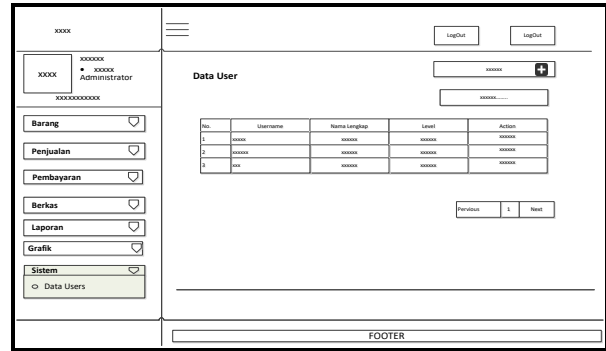 xxxx
LogOut LogOut
xxxx
xxxxxx
• xxxxx
Administrator
xxxxxxxxxxx
Data User
xxxxxx +
xxxxxx........
Barang
Penjualan
Pembayaran
Berkas
Laporan
Grafik
Sistem
Data Users
No. Username Nama Lengkap Level Action
1 xxxxx xxxxxx xxxxxx xxxxxx
2 xxxxxx xxxxxx xxxxxx xxxxxx
3 xxx xxxxxx xxxxxx xxxxxx
Pervious 1 Next
FOOTER